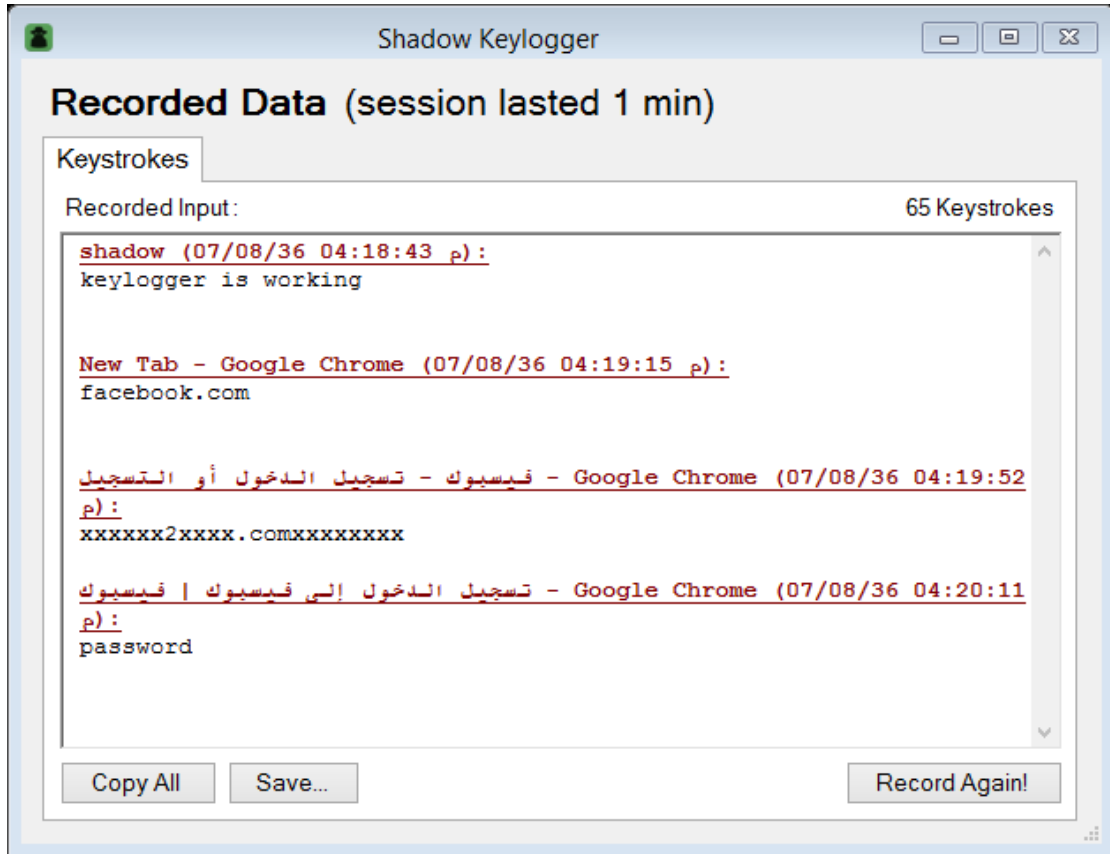 Shadow Keylogger
Recorded Data (session lasted 1 min)
Keystrokes
Recorded Input:
65 Keystrokes
shadow (07/08/36 04:18:43 م):
keylogger is working
New Tab - Google Chrome (07/08/36 04:19:15 م):
facebook.com
فيسبوك - تسجيل الدخول أو التسجيل - Google Chrome (07/08/36 04:19:52
م):
xxxxxx2xxxx.comxxxxxxxx
تسجيل الدخول إلى فيسبوك | فيسبوك - Google Chrome (07/08/36 04:20:11
م):
password
Copy All
Save...
Record Again!